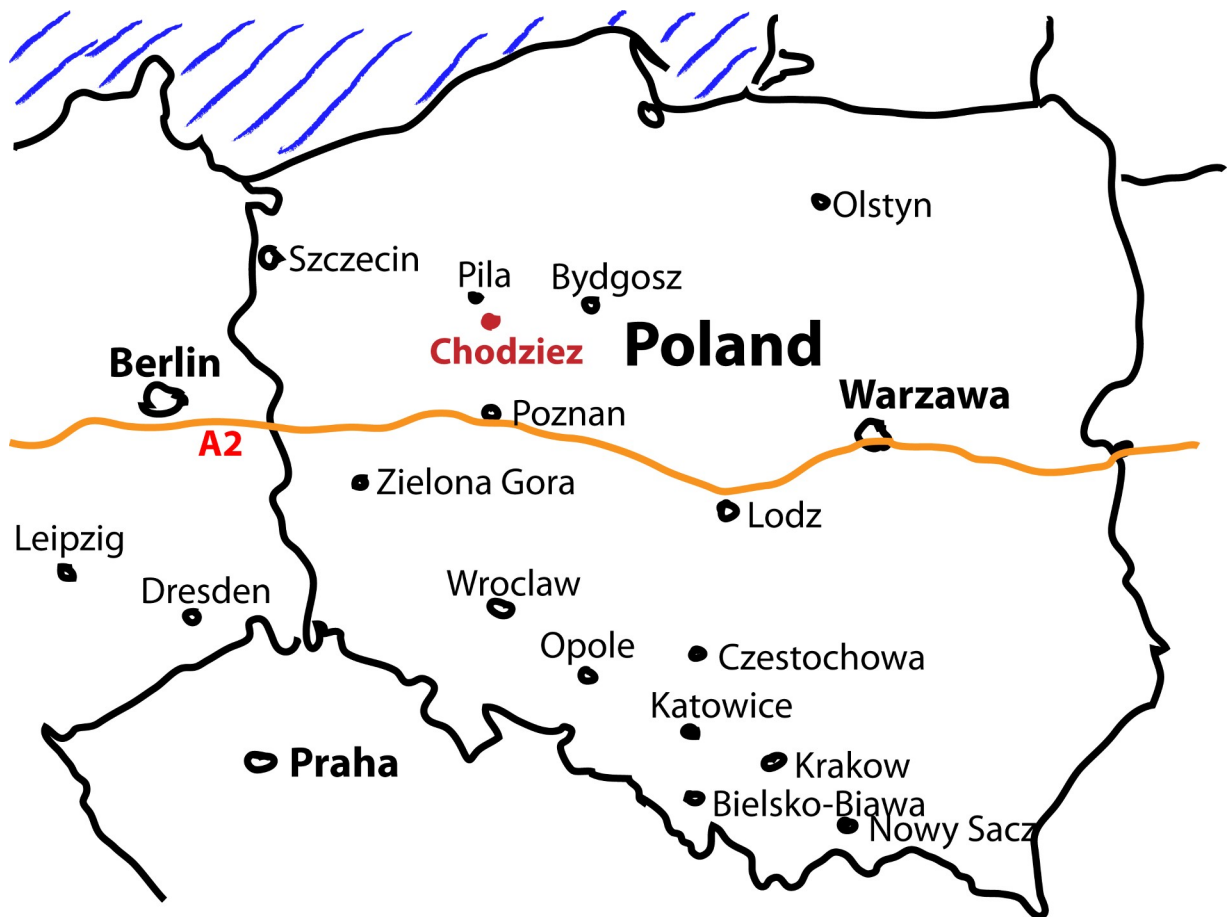 Olstyn
Szczecin
Pila
Bydgosz
Chodziez
Poland
Berlin
Warzawa
A2
Poznan
Zielona Gora
Lodz
Leipzig
Dresden
Wroclaw
Opole
Czestochowa
Katowice
Praha
Krakow
Bielsko-Biawa
Nowy Sacz